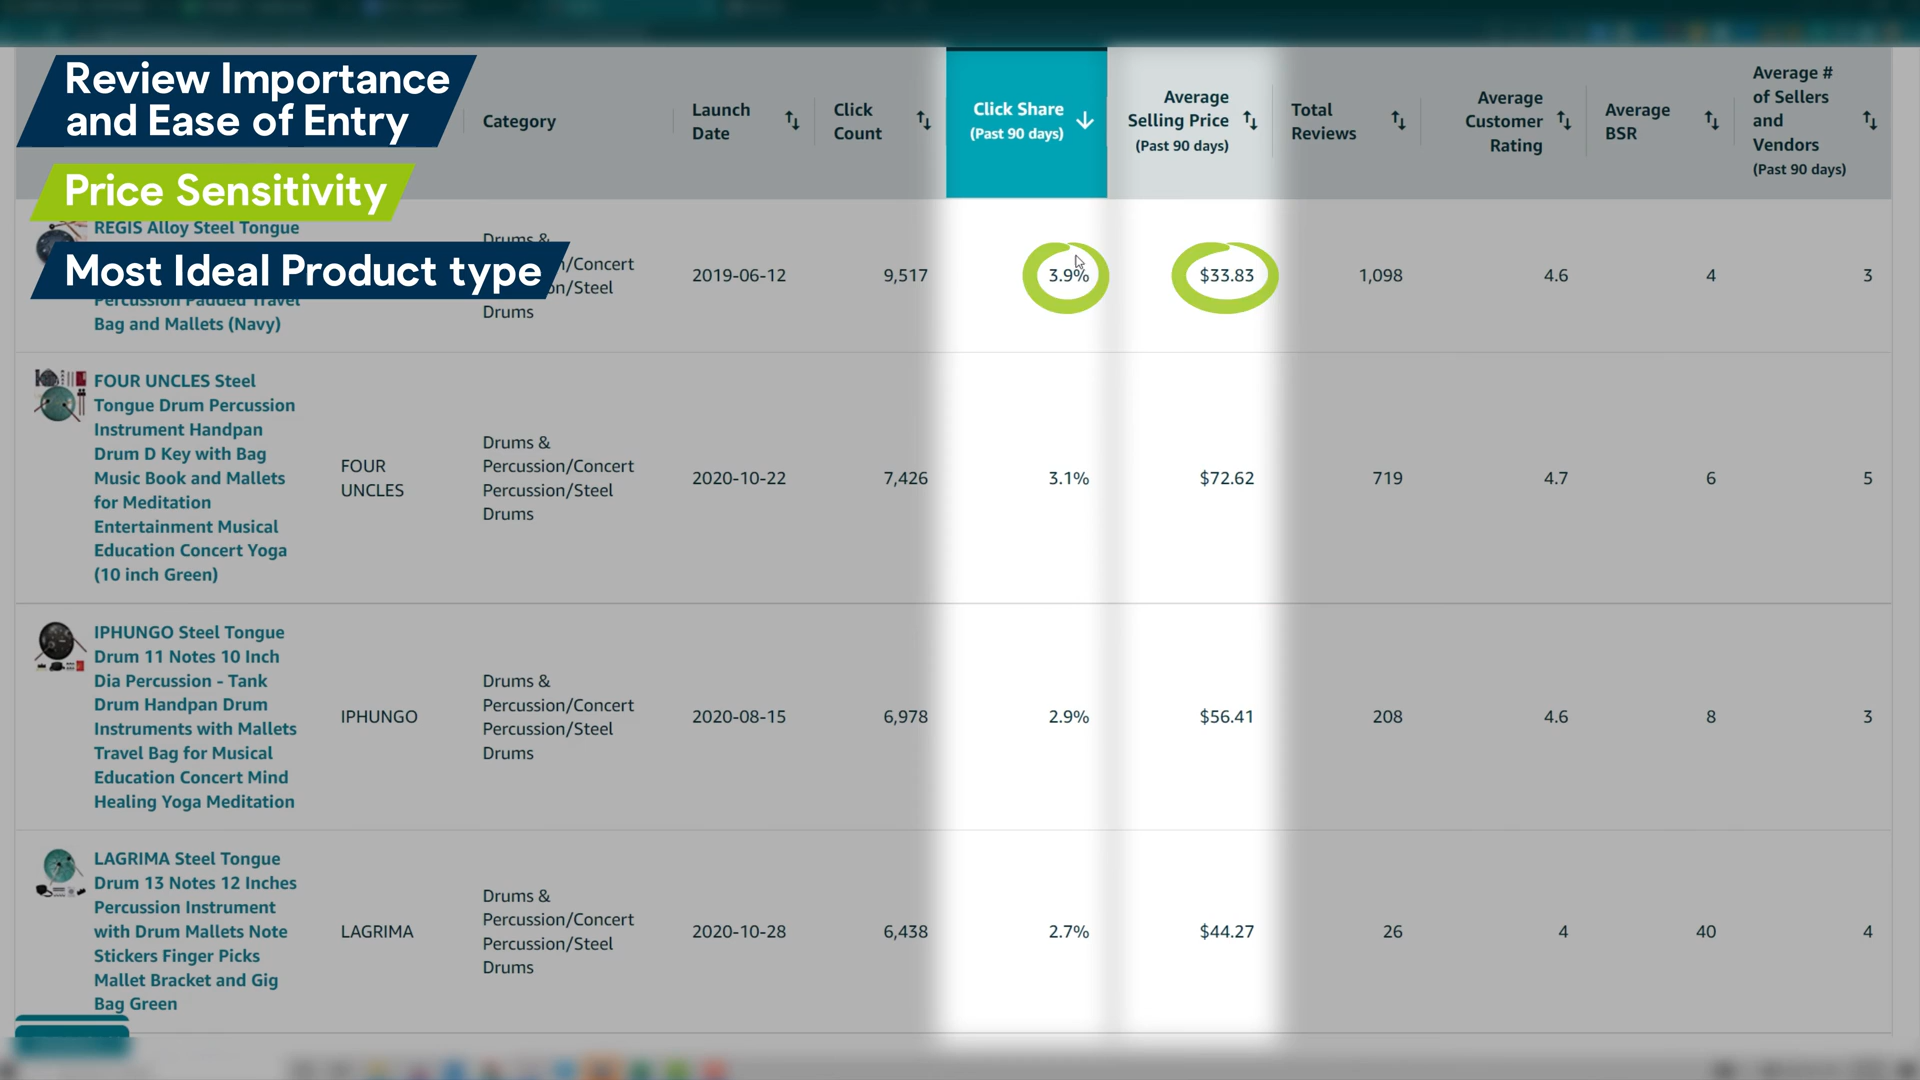 Review Importance
and Ease of Entry
Price Sensitivity
Most Ideal Product type
Category
Launch
Date
Click
Count
Click Share
(Past 90 days)
Average
Selling Price
(Past 90 days)
Total
Reviews
Average
Customer
Rating
Average
BSR
Average #
of Sellers
and
Vendors
(Past 90 days)
REGIS Alloy Steel Tongue
Percussion Padded Travel
Bag and Mallets (Navy)
Drums &
/Concert
/Steel
Drums
2019-06-12
9,517
3.9%
$33.83
1,098
4.6
4
3
FOUR UNCLES Steel
Tongue Drum Percussion
Instrument Handpan
Drum D Key with Bag
Music Book and Mallets
for Meditation
Entertainment Musical
Education Concert Yoga
(10 inch Green)
FOUR
UNCLES
Drums &
Percussion/Concert
Percussion/Steel
Drums
2020-10-22
7,426
3.1%
$72.62
719
4.7
6
5
IPHUNGO Steel Tongue
Drum 11 Notes 10 Inch
Dia Percussion - Tank
Drum Handpan Drum
Instruments with Mallets
Travel Bag for Musical
Education Concert Mind
Healing Yoga Meditation
IPHUNGO
Drums &
Percussion/Concert
Percussion/Steel
Drums
2020-08-15
6,978
2.9%
$56.41
208
4.6
8
3
LAGRIMA Steel Tongue
Drum 13 Notes 12 Inches
Percussion Instrument
with Drum Mallets Note
Stickers Finger Picks
Mallet Bracket and Gig
Bag Green
LAGRIMA
Drums &
Percussion/Concert
Percussion/Steel
Drums
2020-10-28
6,438
2.7%
$44.27
26
4
40
4